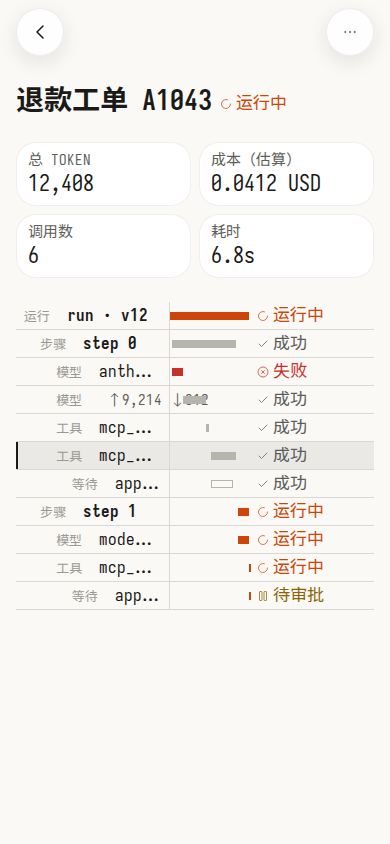 退款工单 A1043 运行中
总 TOKEN
12,408
成本（估算）
0.0412 USD
调用数
6
耗时
6.8s
运行 run · v12 运行中
步骤 step 0 成功
模型 anth... 失败
模型 ↑9,214 ↓812 成功
工具 mcp_... 成功
工具 mcp_... 成功
等待 app... 成功
步骤 step 1 运行中
模型 mode... 运行中
工具 mcp_... 运行中
等待 app... 待审批